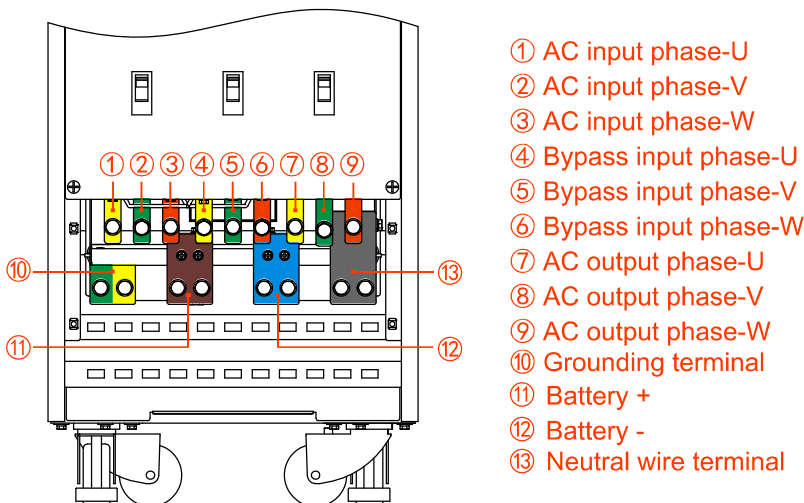 ① ② ③ ④ ⑤ ⑥ ⑦ ⑧ ⑨
⑩
⑬
⑪
⑫
① AC input phase-U
② AC input phase-V
③ AC input phase-W
④ Bypass input phase-U
⑤ Bypass input phase-V
⑥ Bypass input phase-W
⑦ AC output phase-U
⑧ AC output phase-V
⑨ AC output phase-W
⑩ Grounding terminal
⑪ Battery +
⑫ Battery -
⑬ Neutral wire terminal